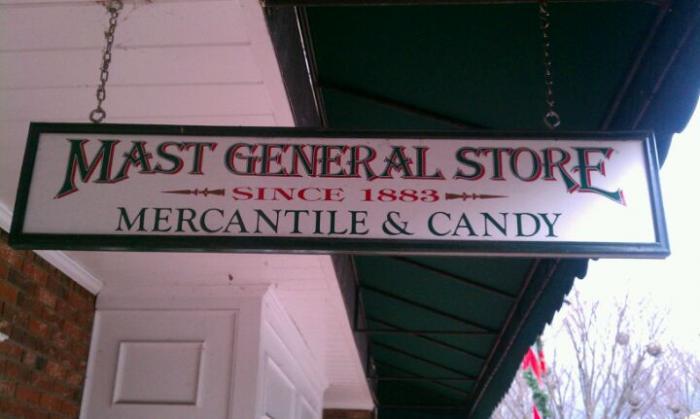 MAST GENERAL STORE
SINCE 1883
MERCANTILE & CANDY